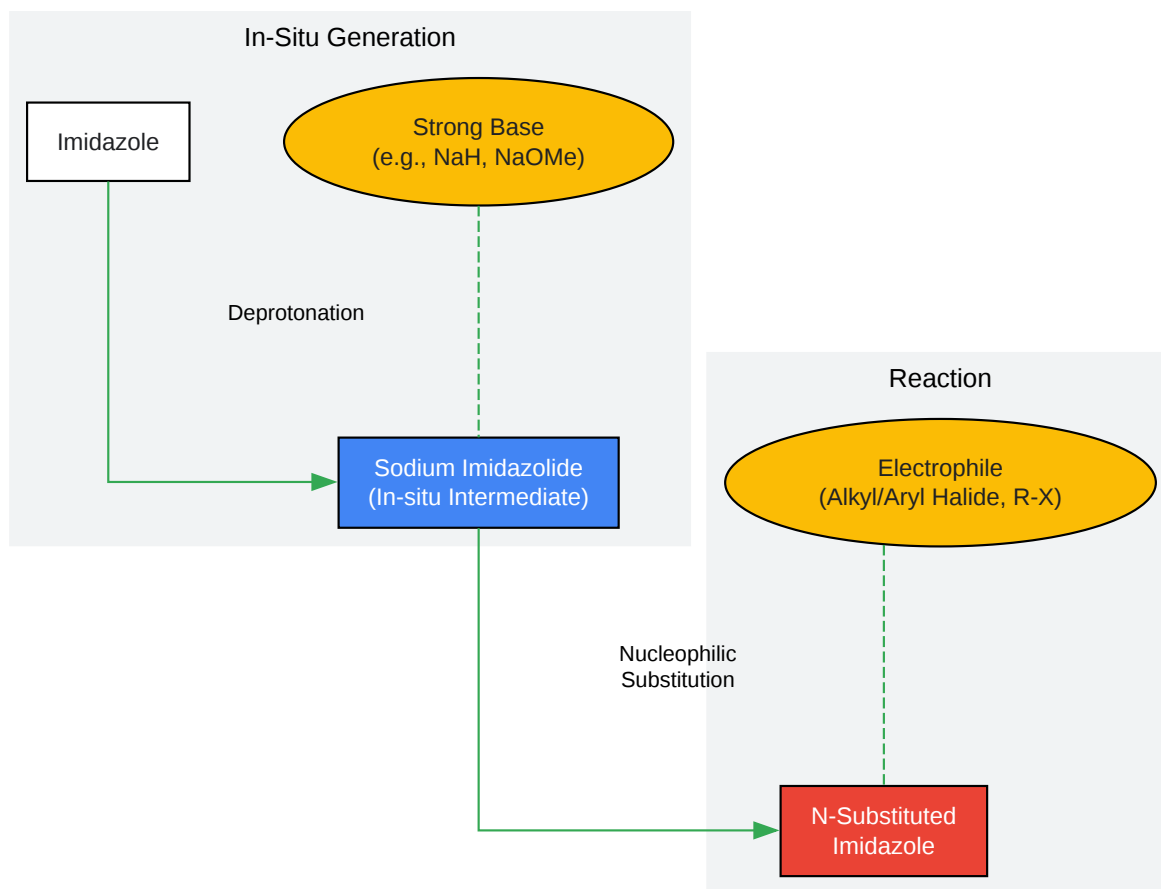 In-Situ Generation
Imidazole
Strong Base
(e.g., NaH, NaOMe)
Deprotonation
Sodium Imidazolide
(In-situ Intermediate)
Reaction
Electrophile
(Alkyl/Aryl Halide, R-X)
Nucleophilic
Substitution
N-Substituted
Imidazole